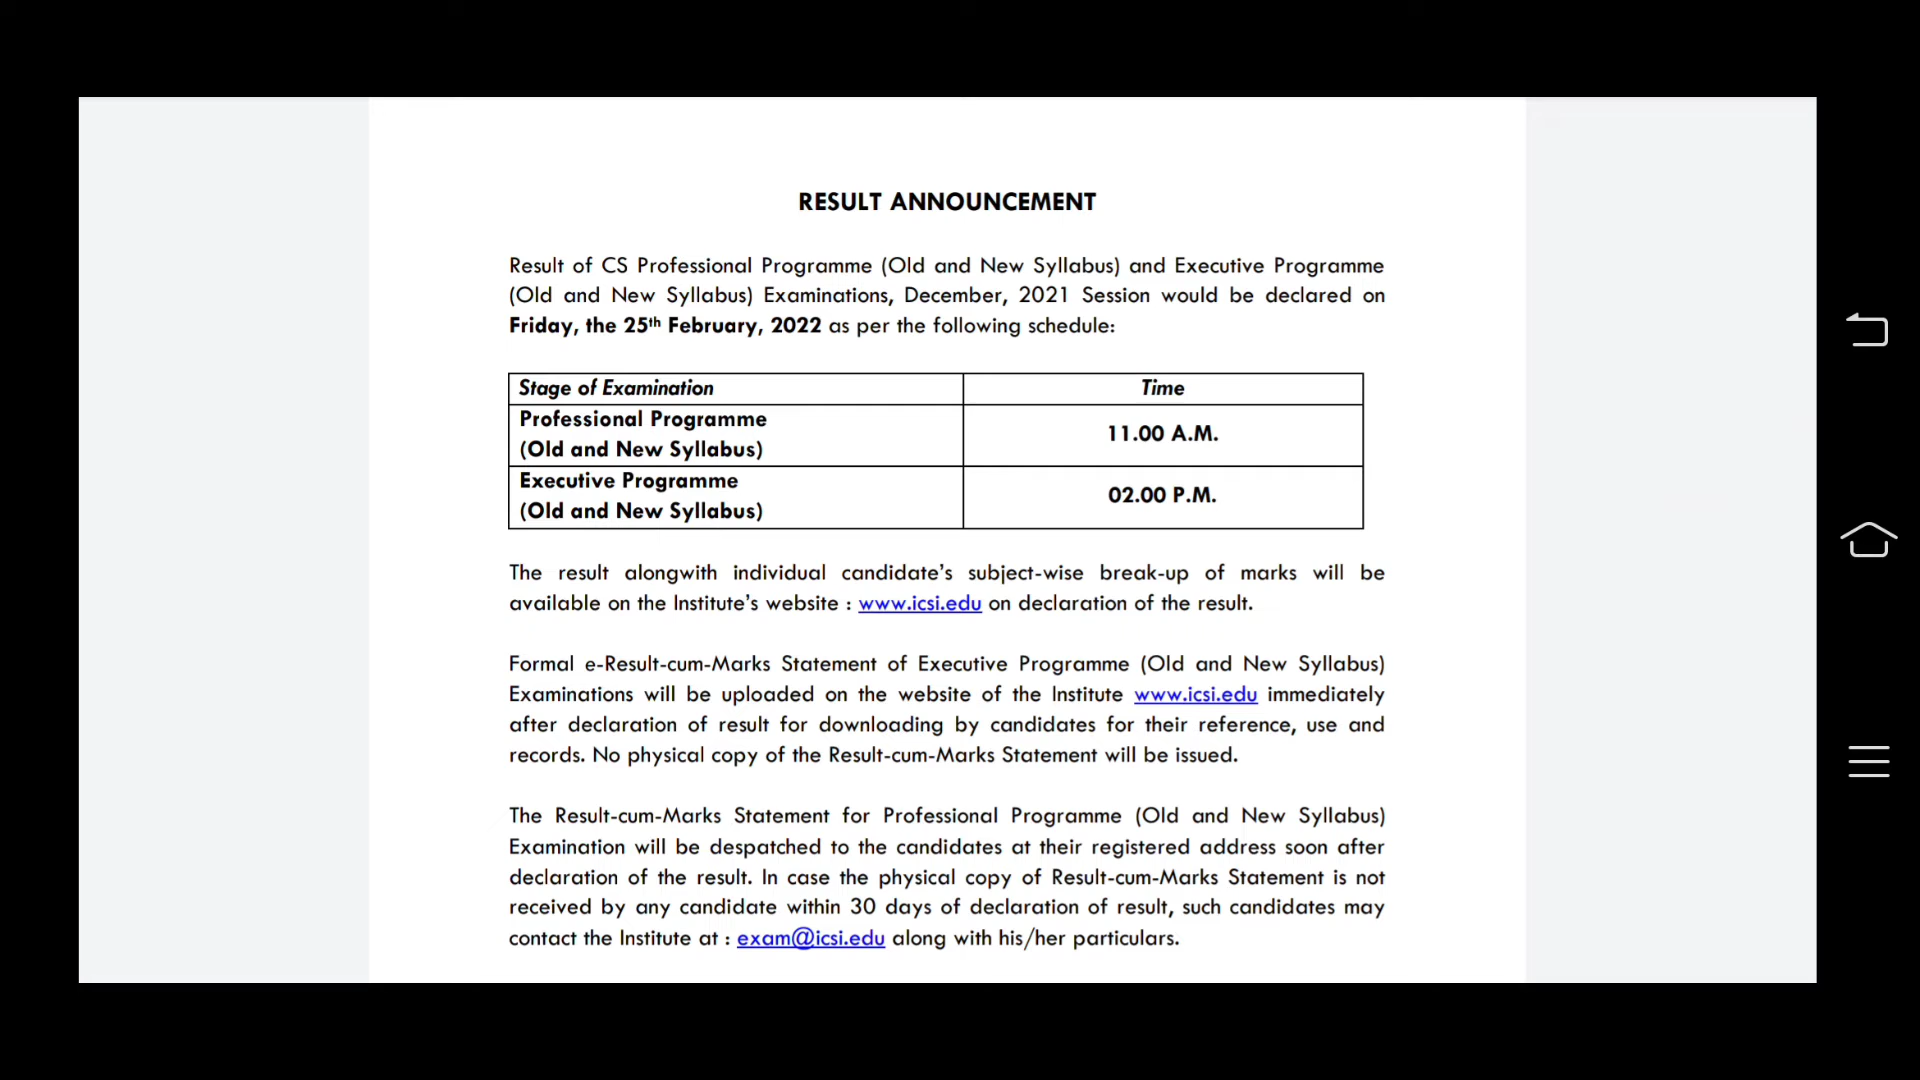 RESULT ANNOUNCEMENT
Result of CS Professional Programme (Old and New Syllabus) and Executive Programme
(Old and New Syllabus) Examinations, December, 2021 Session would be declared on
Friday, the 25th February, 2022 as per the following schedule:
Stage of Examination Time
Professional Programme
(Old and New Syllabus)
11.00 A.M.
Executive Programme
(Old and New Syllabus)
02.00 P.M.
The result alongwith individual candidate's subject-wise break-up of marks will be
available on the Institute's website : www.icsi.edu on declaration of the result.
Formal e-Result-cum-Marks Statement of Executive Programme (Old and New Syllabus)
Examinations will be uploaded on the website of the Institute www.icsi.edu immediately
after declaration of result for downloading by candidates for their reference, use and
records. No physical copy of the Result-cum-Marks Statement will be issued.
The Result-cum-Marks Statement for Professional Programme (Old and New Syllabus)
Examination will be despatched to the candidates at their registered address soon after
declaration of the result. In case the physical copy of Result-cum-Marks Statement is not
received by any candidate within 30 days of declaration of result, such candidates may
contact the Institute at : exam@icsi.edu along with his/her particulars.